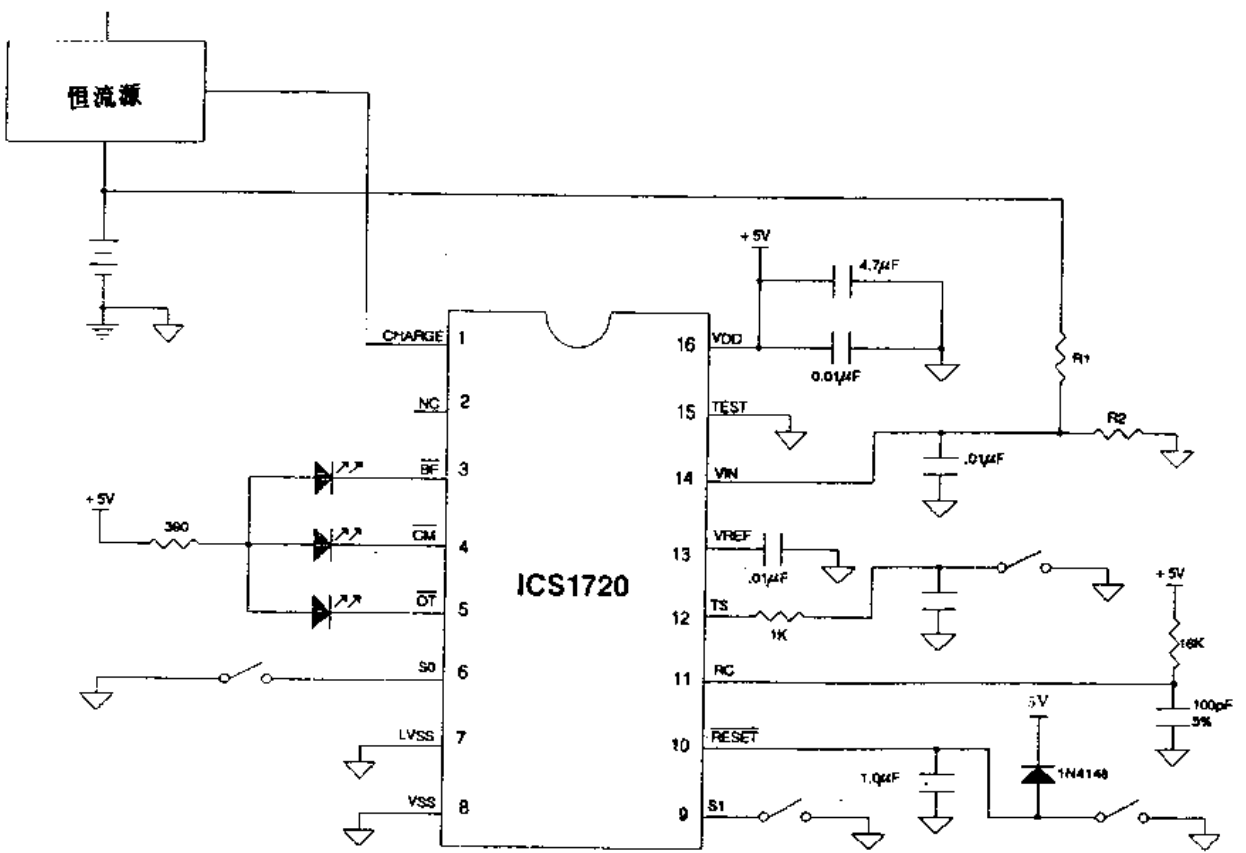 恒流源
+5V
4.7μF
0.01μF
CHARGE
1
NC
2
BF
3
CM
4
OT
5
S0
6
LVSS
7
VSS
8
+5V
390
ICS1720
16
VDD
15
TEST
14
VIN
13
VREF
12
TS
11
RC
10
RESET
9
S1
R1
R2
.01μF
.01μF
1K
+5V
16K
100pF
5%
5V
1.0μF
1N4148